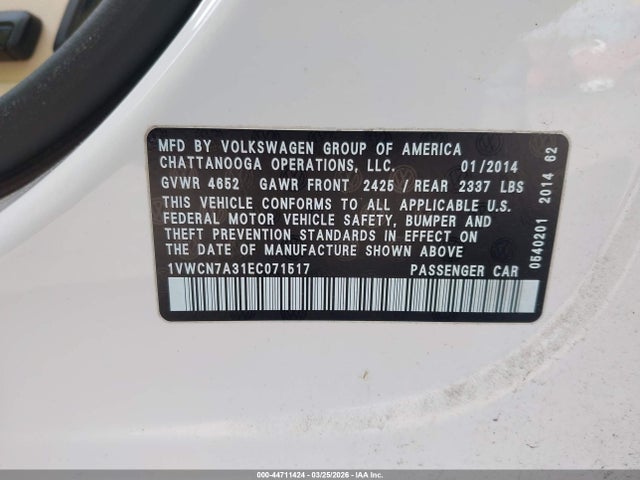 MFD BY VOLKSWAGEN GROUP OF AMERICA
CHATTANOOGA OPERATIONS, LLC. 01/2014
GVWR 4652 GAWR FRONT 2425 / REAR 2337 LBS
THIS VEHICLE CONFORMS TO ALL APPLICABLE U.S.
FEDERAL MOTOR VEHICLE SAFETY, BUMPER AND
THEFT PREVENTION STANDARDS IN EFFECT ON
THE DATE OF MANUFACTURE SHOWN ABOVE
1VWCN7A31EC071517 PASSENGER CAR
0540201 2014 62
000-44711424 - 03/25/2026 - IAA Inc.